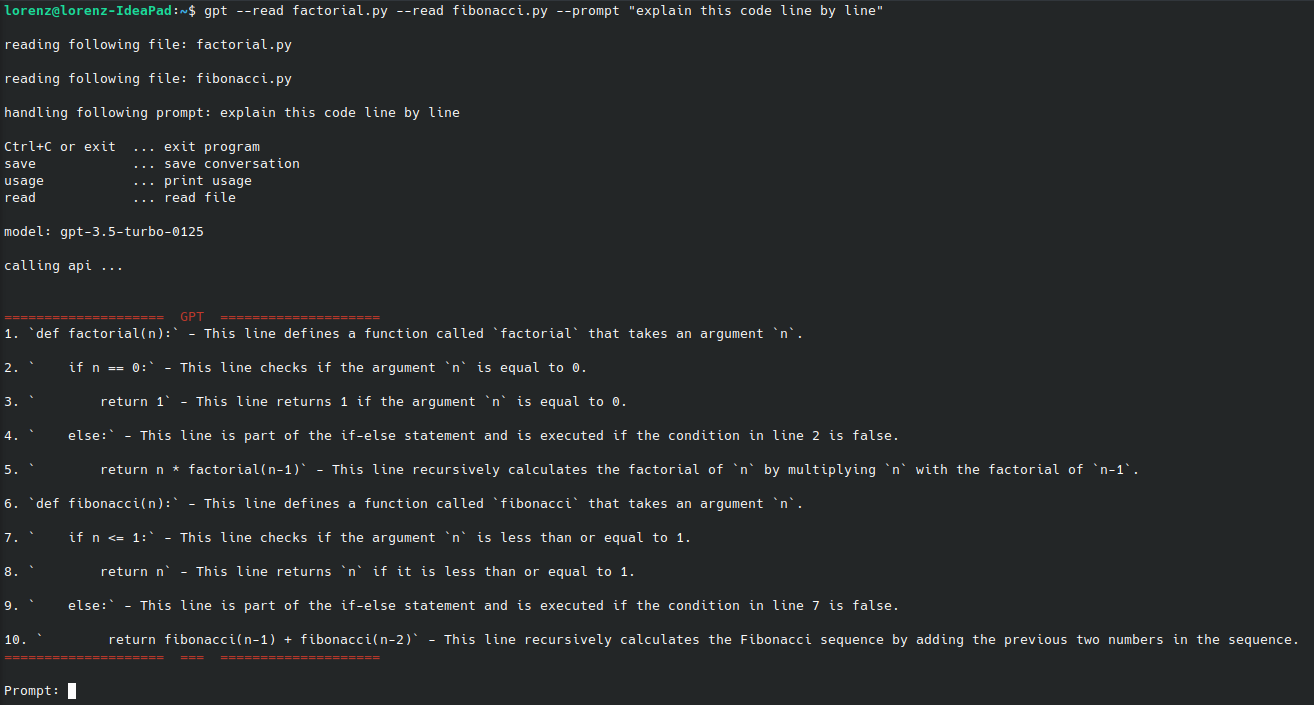 lorenz@lorenz-IdeaPad:~$ gpt --read factorial.py --read fibonacci.py --prompt "explain this code line by line"
reading following file: factorial.py
reading following file: fibonacci.py
handling following prompt: explain this code line by line
Ctrl+C or exit  ... exit program
save            ... save conversation
usage           ... print usage
read            ... read file
model: gpt-3.5-turbo-0125
calling api ...
====================  GPT  ====================
1. `def factorial(n):` - This line defines a function called `factorial` that takes an argument `n`.
2. `    if n == 0:` - This line checks if the argument `n` is equal to 0.
3. `        return 1` - This line returns 1 if the argument `n` is equal to 0.
4. `    else:` - This line is part of the if-else statement and is executed if the condition in line 2 is false.
5. `        return n * factorial(n-1)` - This line recursively calculates the factorial of `n` by multiplying `n` with the factorial of `n-1`.
6. `def fibonacci(n):` - This line defines a function called `fibonacci` that takes an argument `n`.
7. `    if n <= 1:` - This line checks if the argument `n` is less than or equal to 1.
8. `        return n` - This line returns `n` if it is less than or equal to 1.
9. `    else:` - This line is part of the if-else statement and is executed if the condition in line 7 is false.
10. `        return fibonacci(n-1) + fibonacci(n-2)` - This line recursively calculates the Fibonacci sequence by adding the previous two numbers in the sequence.
====================  ===  ====================
Prompt: